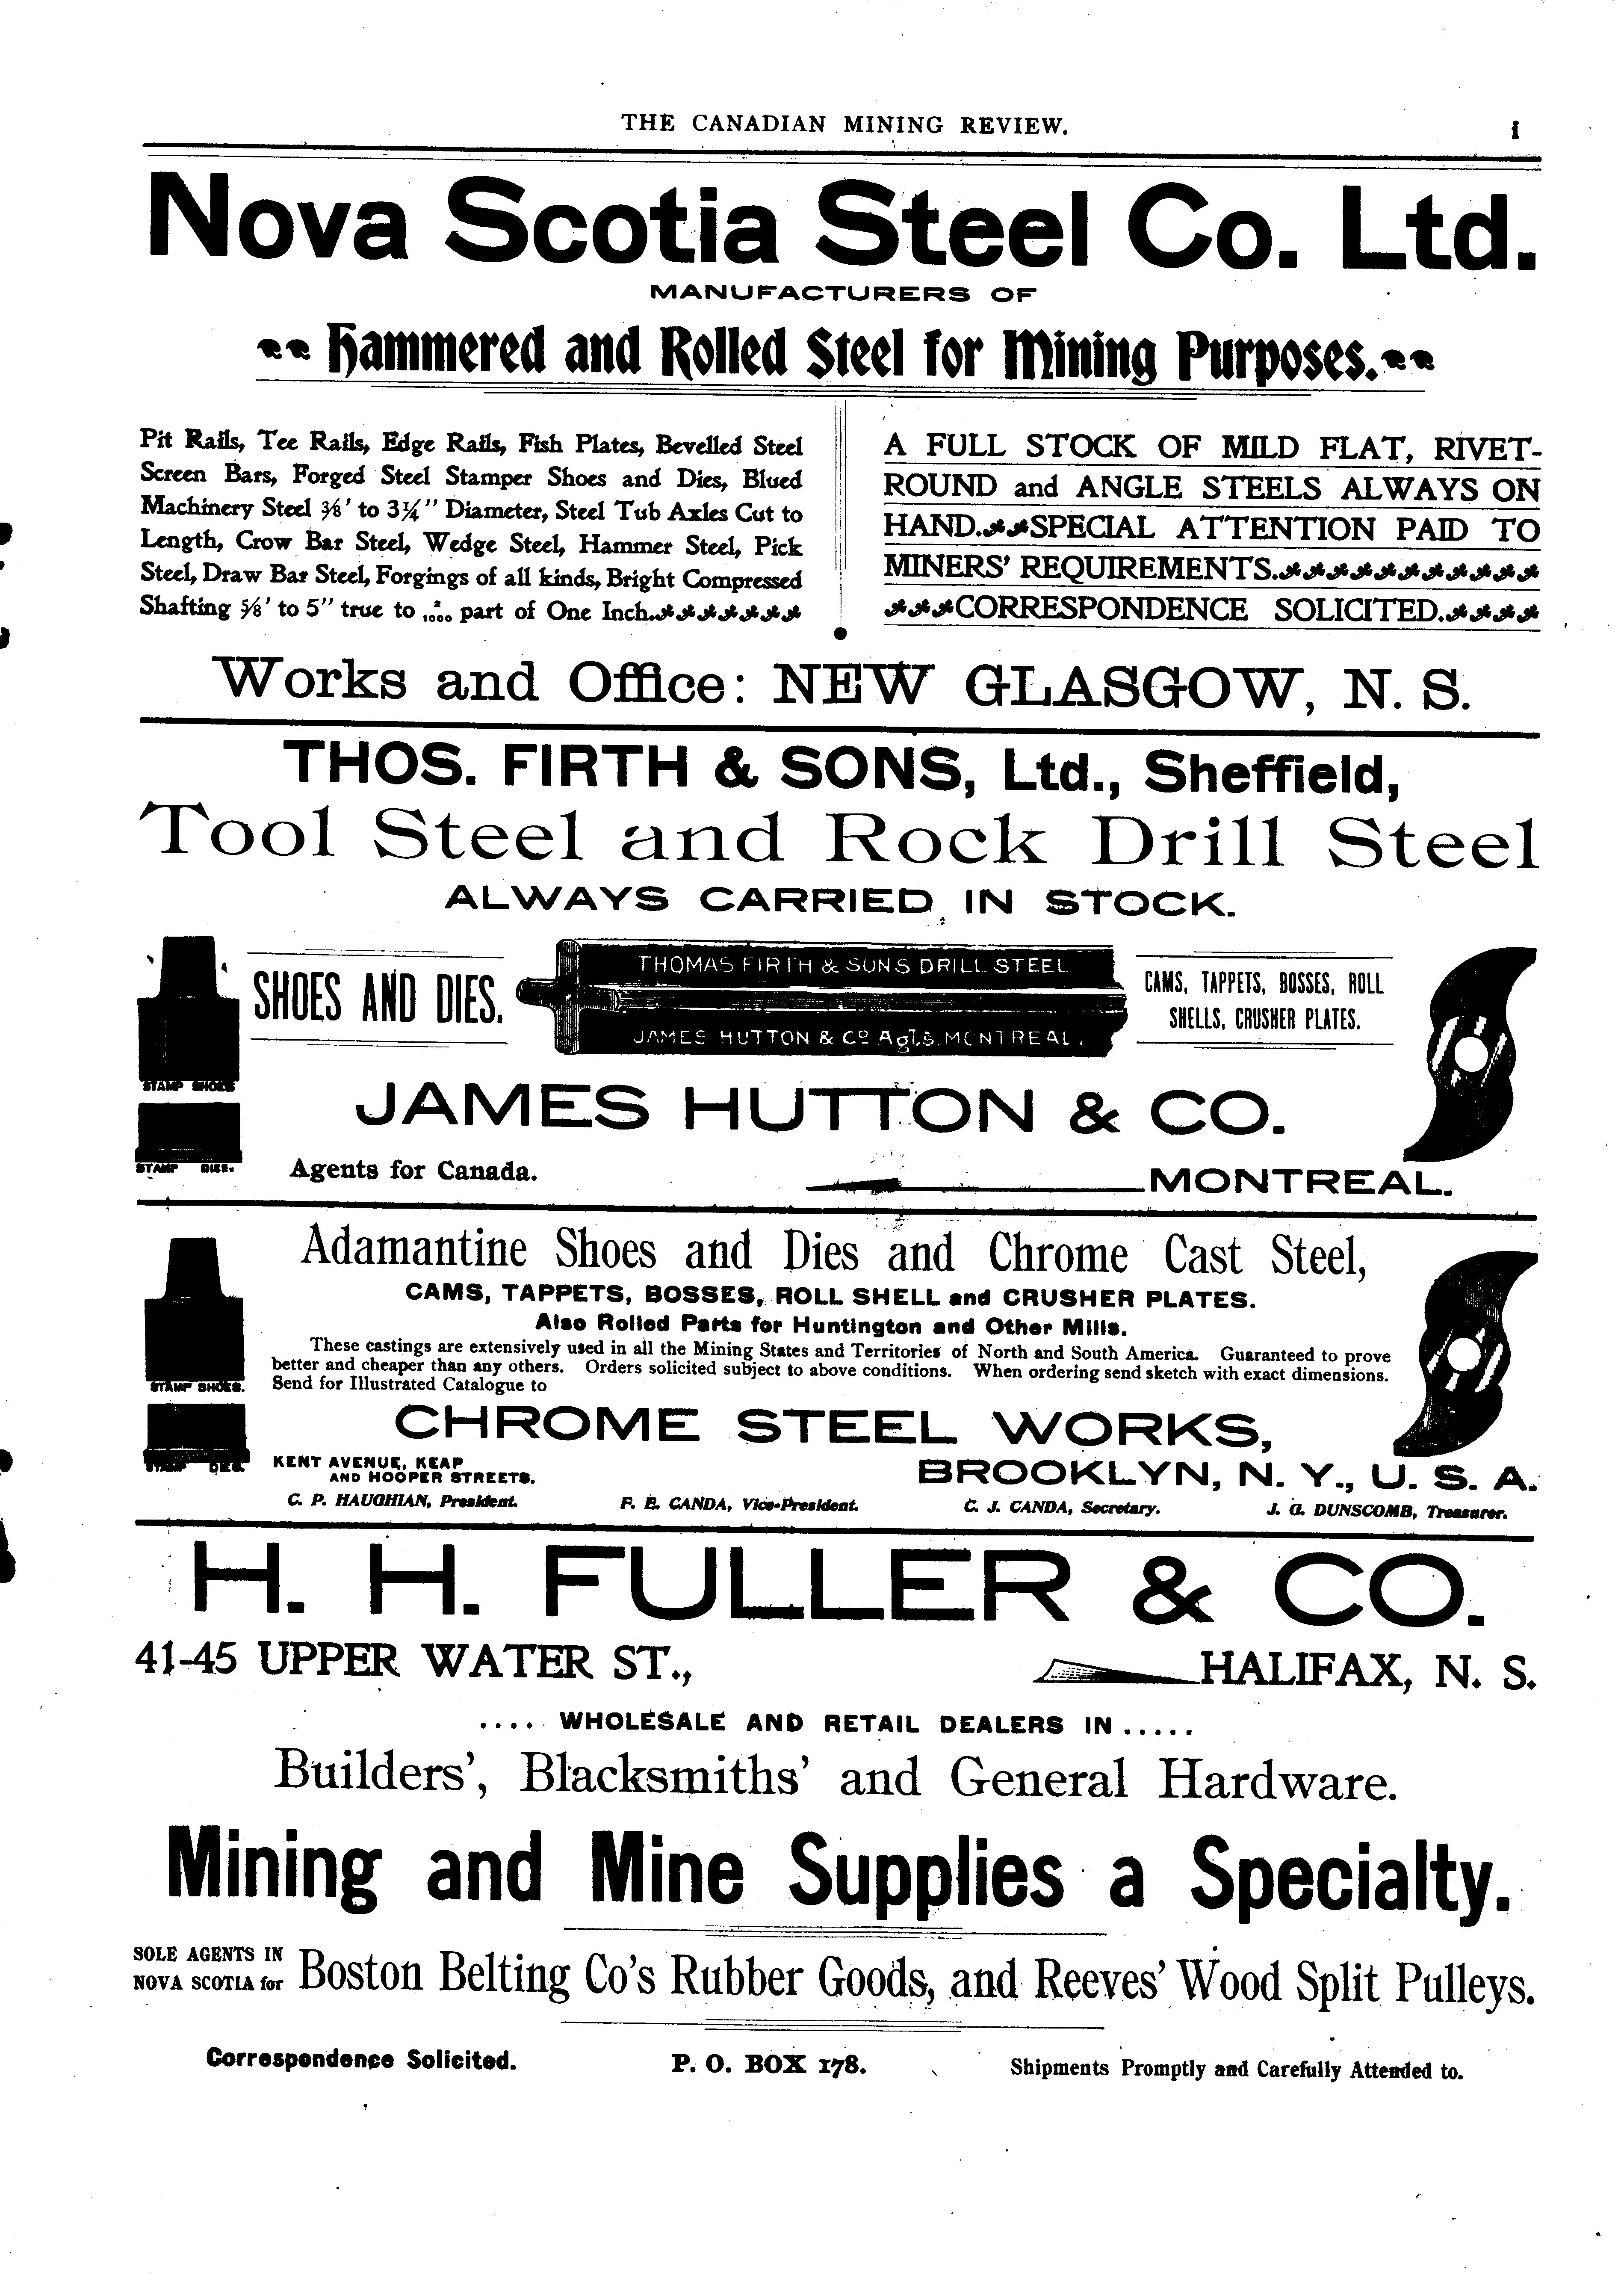 THE CANADIAN MINING REVIEW.
i
Nova Scotia Steel Co. Ltd.
MANUFACTURERS OF
Hammered and Rolled Steel for Mining Purposes.
Pit Rails, Tee Rails, Edge Rails, Fish Plates, Bevelled Steel
Screen Bars, Forged Steel Stamper Shoes and Dies, Blued
Machinery Steel ⅜' to 3¼" Diameter, Steel Tub Axles Cut to
Length, Crow Bar Steel, Wedge Steel, Hammer Steel, Pick
Steel, Draw Bar Steel, Forgings of all kinds, Bright Compressed
Shafting ⅝' to 5" true to part of One Inch.
A FULL STOCK OF MILD FLAT, RIVET-
ROUND and ANGLE STEELS ALWAYS ON
HAND. SPECIAL ATTENTION PAID TO
MINERS' REQUIREMENTS.
CORRESPONDENCE SOLICITED.
Works and Office: NEW GLASGOW, N. S.
THOS. FIRTH & SONS, Ltd., Sheffield,
Tool Steel and Rock Drill Steel
ALWAYS CARRIED IN STOCK.
SHOES AND DIES.
THOMAS FIRTH & SONS DRILL STEEL
JAMES HUTTON & Co Agts. MONTREAL.
CAMS, TAPPETS, BOSSES, ROLL
SHELLS, CRUSHER PLATES.
STAMP SHOES
STAMP DIES.
JAMES HUTTON & CO.
Agents for Canada.
MONTREAL.
Adamantine Shoes and Dies and Chrome Cast Steel,
CAMS, TAPPETS, BOSSES, ROLL SHELL and CRUSHER PLATES.
Also Rolled Parts for Huntington and Other Mills.
These castings are extensively used in all the Mining States and Territories of North and South America. Guaranteed to prove
better and cheaper than any others. Orders solicited subject to above conditions. When ordering send sketch with exact dimensions.
Send for Illustrated Catalogue to
STAMP SHOES.
STAMP DIES.
CHROME STEEL WORKS,
KENT AVENUE, KEAP
AND HOOPER STREETS.
BROOKLYN, N. Y., U. S. A.
C. P. HAUGHIAN, President.
F. E. CANDA, Vice-President.
C. J. CANDA, Secretary.
J. G. DUNSCOMB, Treasurer.
H. H. FULLER & CO.
41-45 UPPER WATER ST.,
HALIFAX, N. S.
.... WHOLESALE AND RETAIL DEALERS IN .....
Builders', Blacksmiths' and General Hardware.
Mining and Mine Supplies a Specialty.
SOLE AGENTS IN
NOVA SCOTIA for
Boston Belting Co's Rubber Goods, and Reeves' Wood Split Pulleys.
Correspondence Solicited.
P. O. BOX 178.
Shipments Promptly and Carefully Attended to.